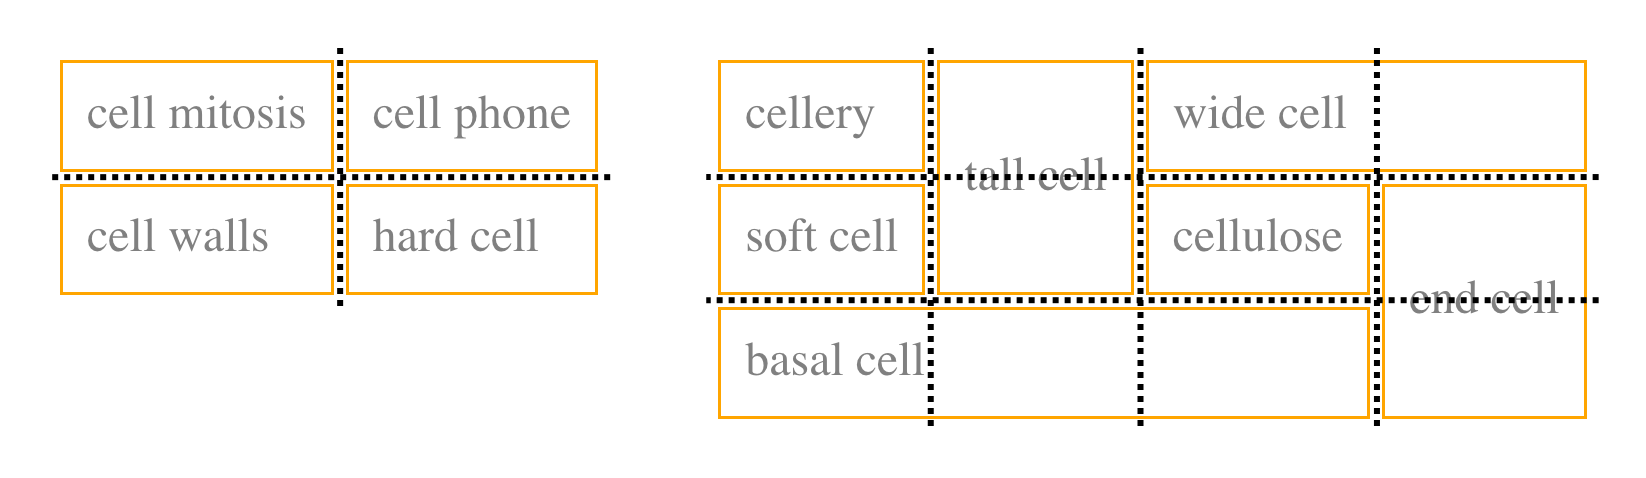 cell mitosis
cell phone
cell walls
hard cell
cellery
tall cell
wide cell
soft cell
cellulose
end cell
basal cell